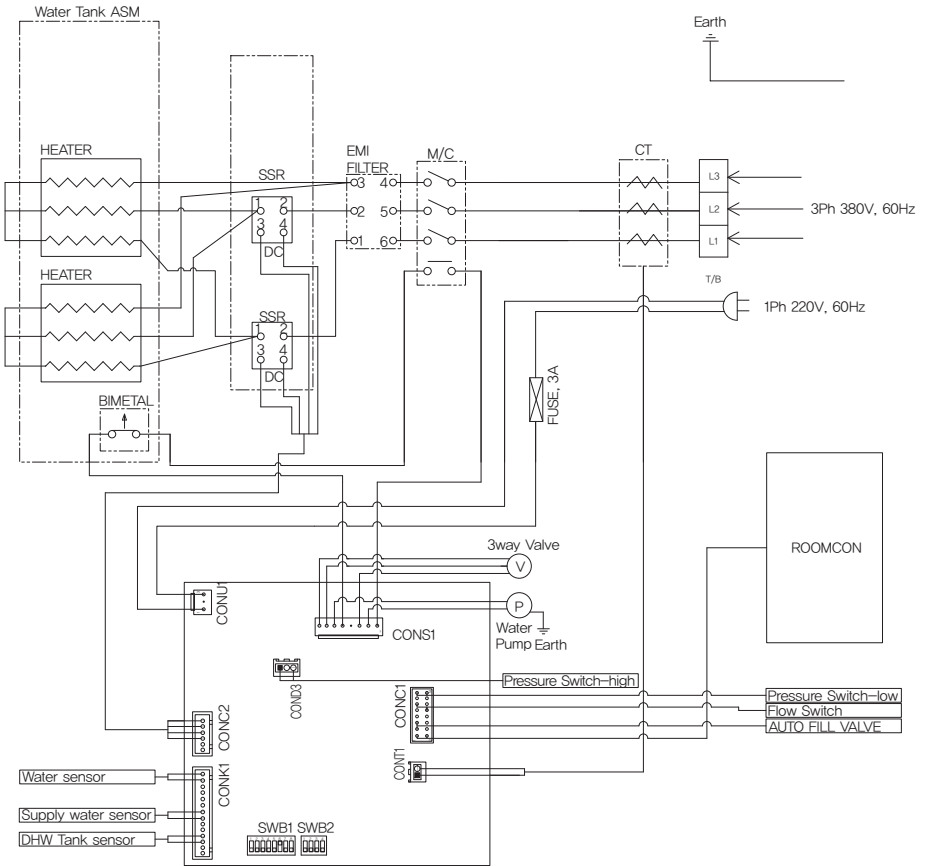 Water Tank ASM
Earth
HEATER
SSR
EMI
FILTER
M/C
CT
3 4
L3
1 2
2 5
L2
3Ph 380V, 60Hz
3 4
1 6
L1
DC
HEATER
T/B
1Ph 220V, 60Hz
SSR
1 2
3 4
DC
FUSE, 3A
BIMETAL
ROOMCON
3way Valve
V
CONU1
P
CONS1
Water
Pump
Earth
COND3
Pressure Switch-high
CONC1
Pressure Switch-low
Flow Switch
AUTO FILL VALVE
CONC2
CONT1
CONK1
Water sensor
Supply water sensor
DHW Tank sensor
SWB1 SWB2